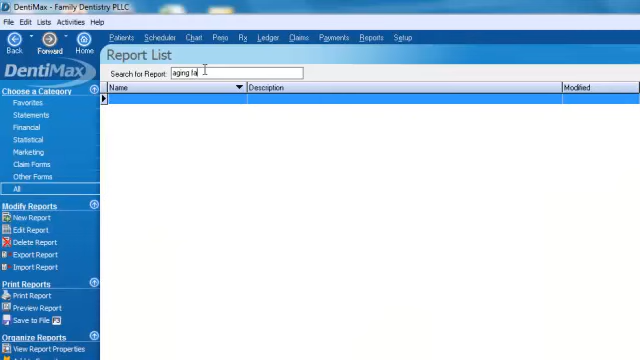 DentiMax - Family Dentistry PLLC
File Edit Lists Activities Help
Back Forward Home
Patients Scheduler Chart Perio Rx Ledger Claims Payments Reports Setup
Report List
DentiMax
Search for Report: aging fa
Name Description Modified
Choose a Category
Favorites
Statements
Financial
Statistical
Marketing
Claim Forms
Other Forms
All
Modify Reports
New Report
Edit Report
Delete Report
Export Report
Import Report
Print Reports
Print Report
Preview Report
Save to File
Organize Reports
View Report Properties